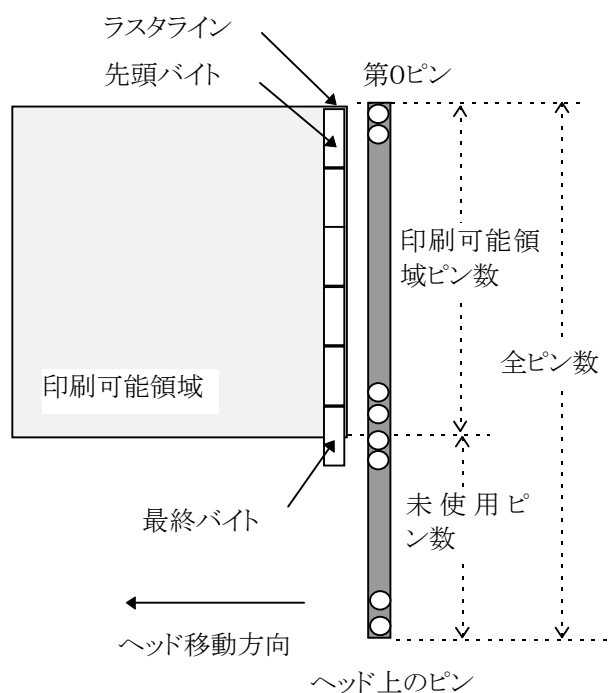 ラスタライン
先頭バイト
第0ピン
印刷可能領
域ピン数
全ピン数
印刷可能領域
未使用ピ
ン数
最終バイト
ヘッド移動方向
ヘッド上のピン